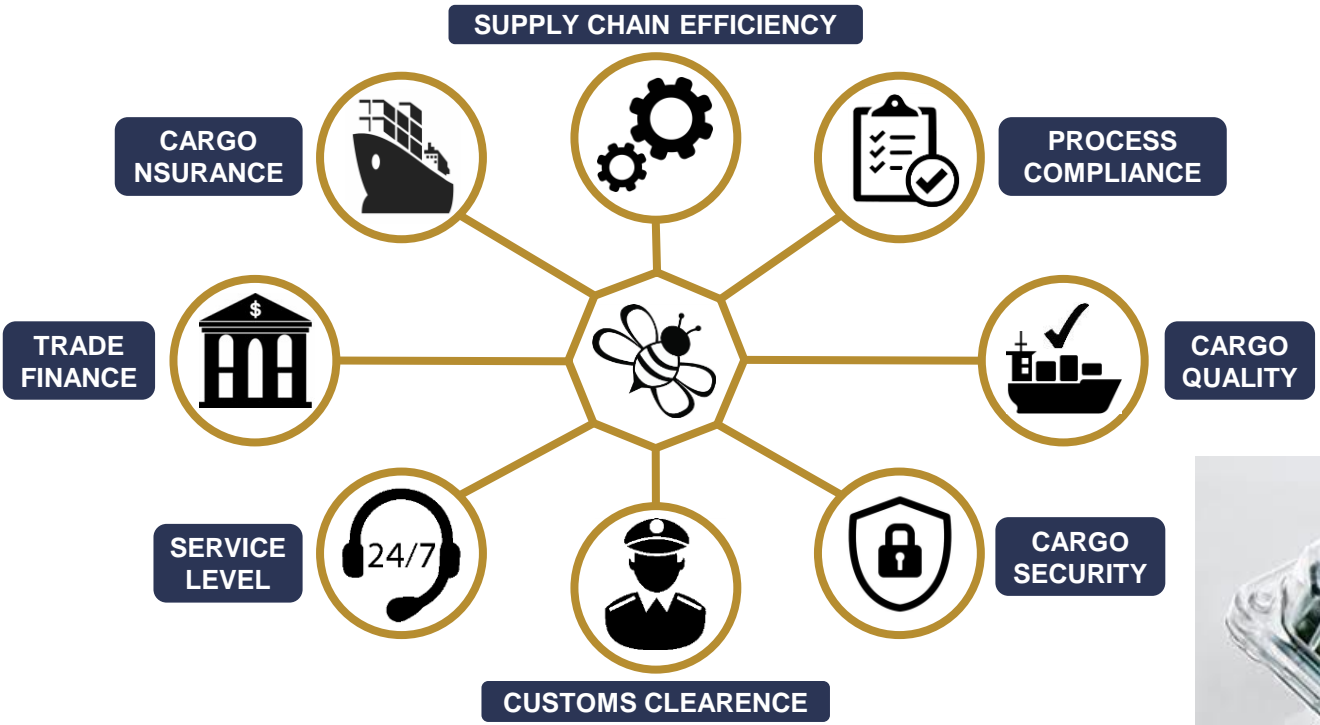 SUPPLY CHAIN EFFICIENCY
CARGO
NSURANCE
PROCESS
COMPLIANCE
$
TRADE
FINANCE
CARGO
QUALITY
SERVICE
LEVEL
24/7
CARGO
SECURITY
CUSTOMS CLEARENCE